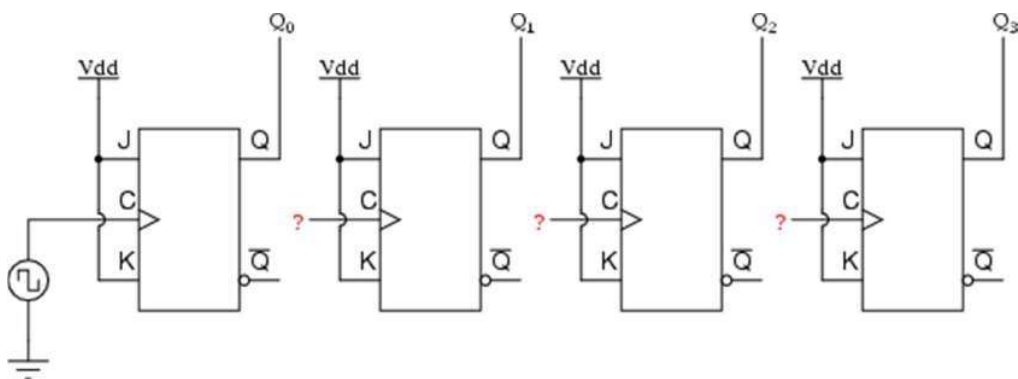 Q₀ Q₁ Q₂ Q₃
Vdd Vdd Vdd Vdd
J Q J Q J Q J Q
C ? C ? C ? C
K Q̅ K Q̅ K Q̅ K Q̅